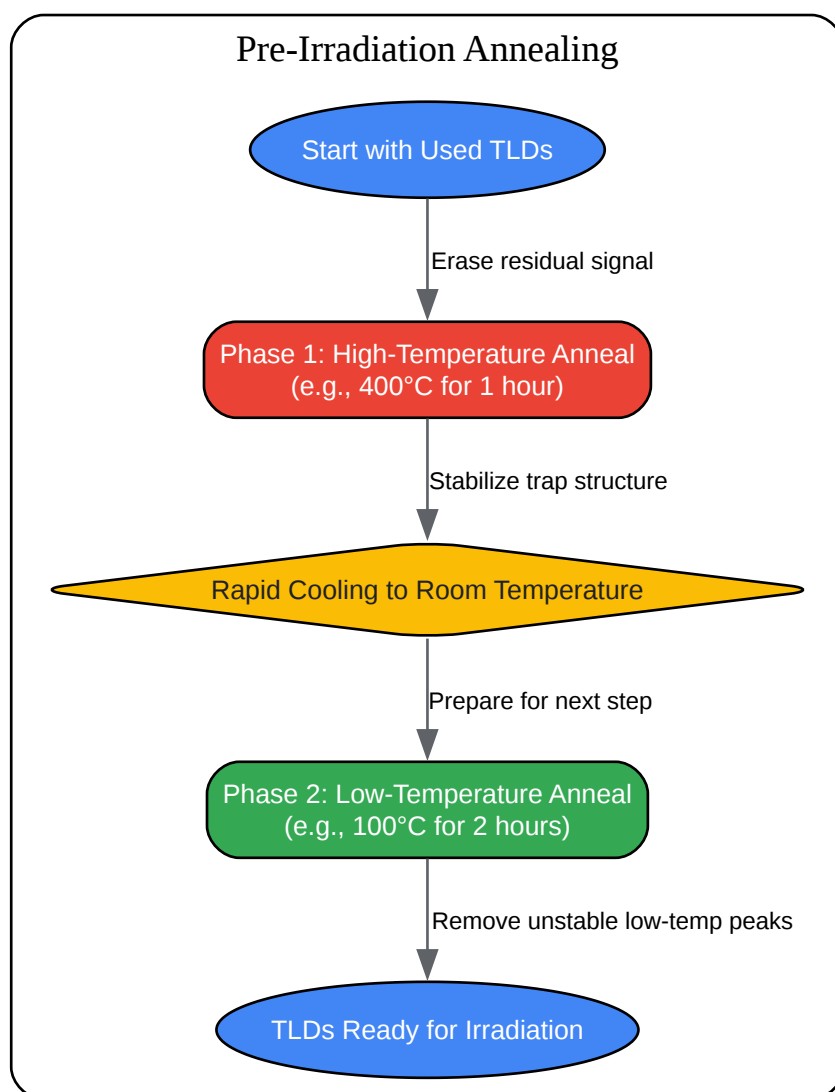 Pre-Irradiation Annealing
Start with Used TLDs
Erase residual signal
Phase 1: High-Temperature Anneal
(e.g., 400°C for 1 hour)
Stabilize trap structure
Rapid Cooling to Room Temperature
Prepare for next step
Phase 2: Low-Temperature Anneal
(e.g., 100°C for 2 hours)
Remove unstable low-temp peaks
TLDs Ready for Irradiation